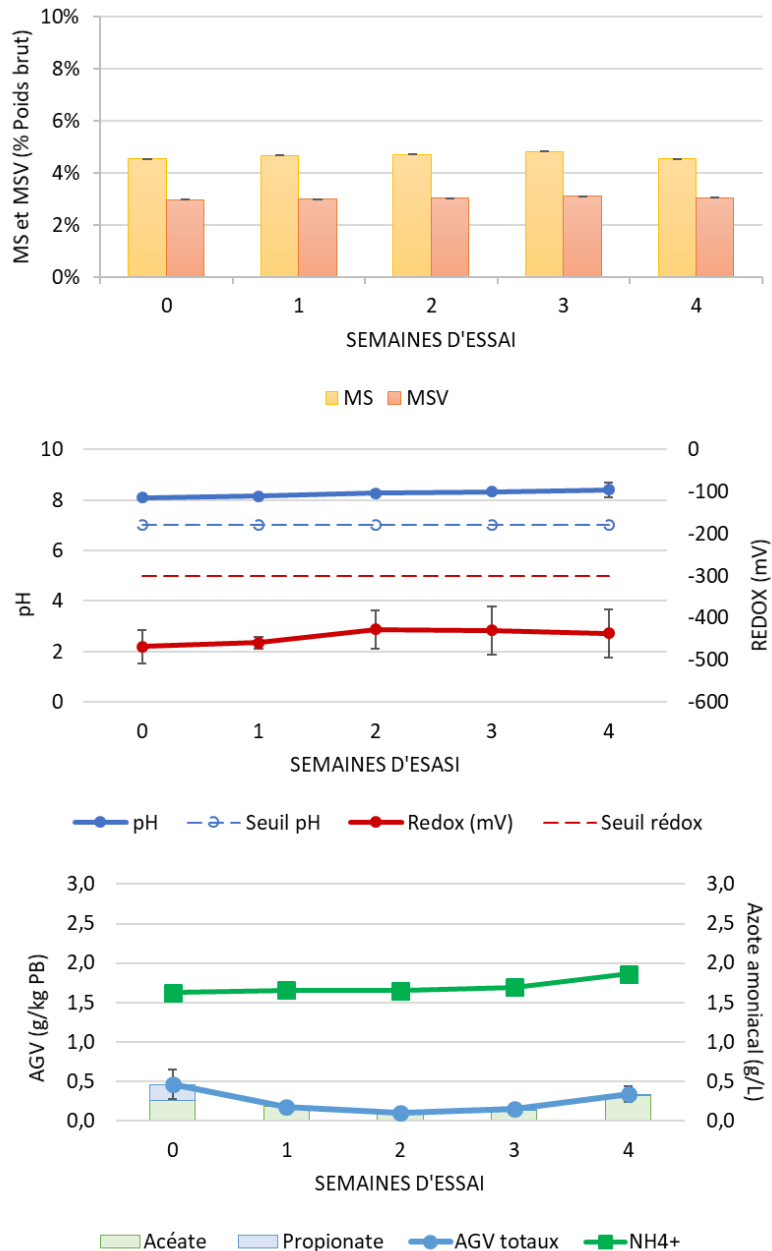 MS et MSV (% Poids brut)
10%
8%
6%
4%
2%
0%
0 1 2 3 4
SEMAINES D'ESSAI
MS MSV
pH
10
8
6
4
2
0
0
-100
-200
-300
-400
-500
-600
REDOX (mV)
0 1 2 3 4
SEMAINES D'ESASI
pH Seuil pH Redox (mV) Seuil rédox
AGV (g/kg PB)
3,0
2,5
2,0
1,5
1,0
0,5
0,0
3,0
2,5
2,0
1,5
1,0
0,5
0,0
Azote amoniacal (g/L)
0 1 2 3 4
SEMAINES D'ESSAI
Acéate Propionate AGV totaux NH4+